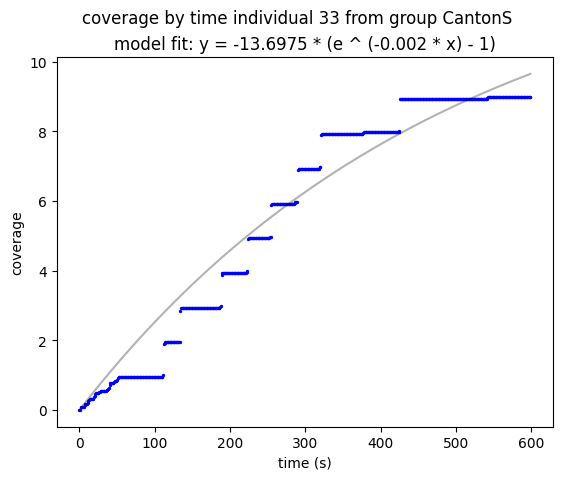 coverage by time individual 33 from group CantonS
model fit: y = -13.6975 * (e ^ (-0.002 * x) - 1)
10
8
6
4
2
0
coverage
0 100 200 300 400 500 600
time (s)